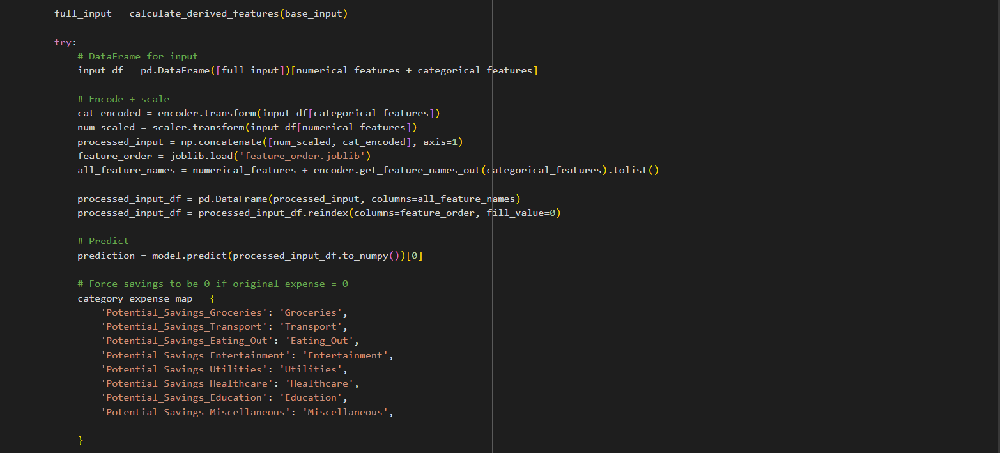 full_input = calculate_derived_features(base_input)
try:
# DataFrame for input
input_df = pd.DataFrame([full_input])[numerical_features + categorical_features]
# Encode + scale
cat_encoded = encoder.transform(input_df[categorical_features])
num_scaled = scaler.transform(input_df[numerical_features])
processed_input = np.concatenate([num_scaled, cat_encoded], axis=1)
feature_order = joblib.load('feature_order.joblib')
all_feature_names = numerical_features + encoder.get_feature_names_out(categorical_features).tolist()
processed_input_df = pd.DataFrame(processed_input, columns=all_feature_names)
processed_input_df = processed_input_df.reindex(columns=feature_order, fill_value=0)
# Predict
prediction = model.predict(processed_input_df.to_numpy())[0]
# Force savings to be 0 if original expense = 0
category_expense_map = {
'Potential_Savings_Groceries': 'Groceries',
'Potential_Savings_Transport': 'Transport',
'Potential_Savings_Eating_Out': 'Eating_Out',
'Potential_Savings_Entertainment': 'Entertainment',
'Potential_Savings_Utilities': 'Utilities',
'Potential_Savings_Healthcare': 'Healthcare',
'Potential_Savings_Education': 'Education',
'Potential_Savings_Miscellaneous': 'Miscellaneous',
}